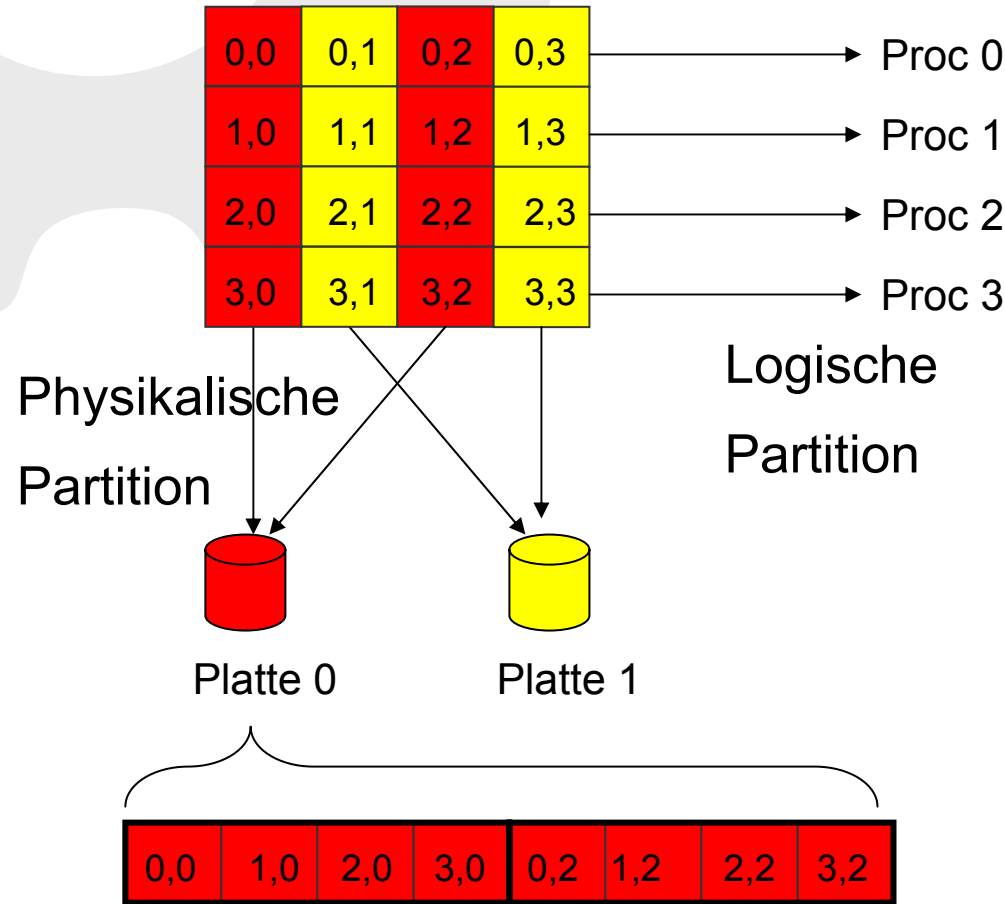 0,0 0,1 0,2 0,3 Proc 0
1,0 1,1 1,2 1,3 Proc 1
2,0 2,1 2,2 2,3 Proc 2
3,0 3,1 3,2 3,3 Proc 3
Physikalische
Partition
Logische
Partition
Platte 0 Platte 1
0,0 1,0 2,0 3,0 0,2 1,2 2,2 3,2